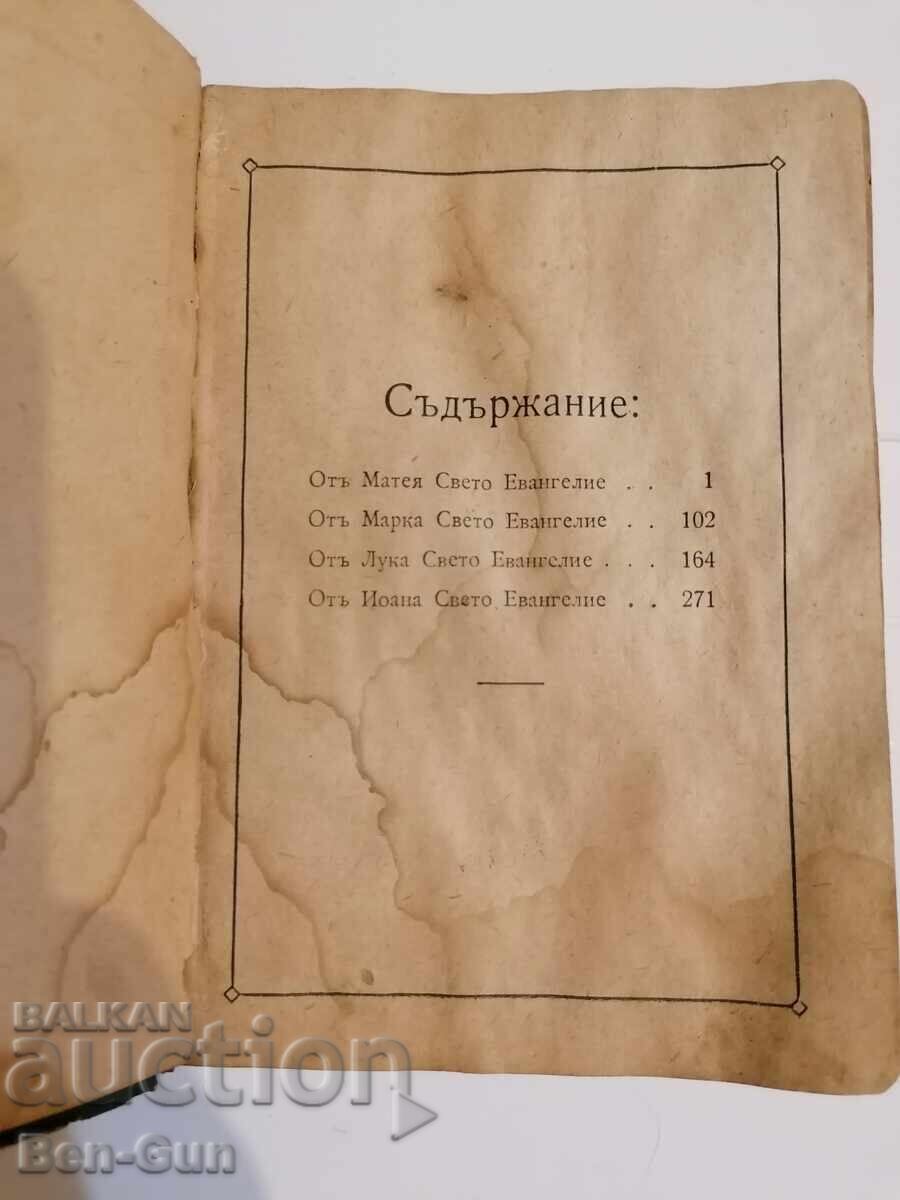 Съдържание:
Отъ Матея Свето Евангелие . . 1
Отъ Марка Свето Евангелие . . 102
Отъ Лука Свето Евангелие . . . 164
Отъ Иоана Свето Евангелие . . 271
BALKAN
auction
Ben-Gun